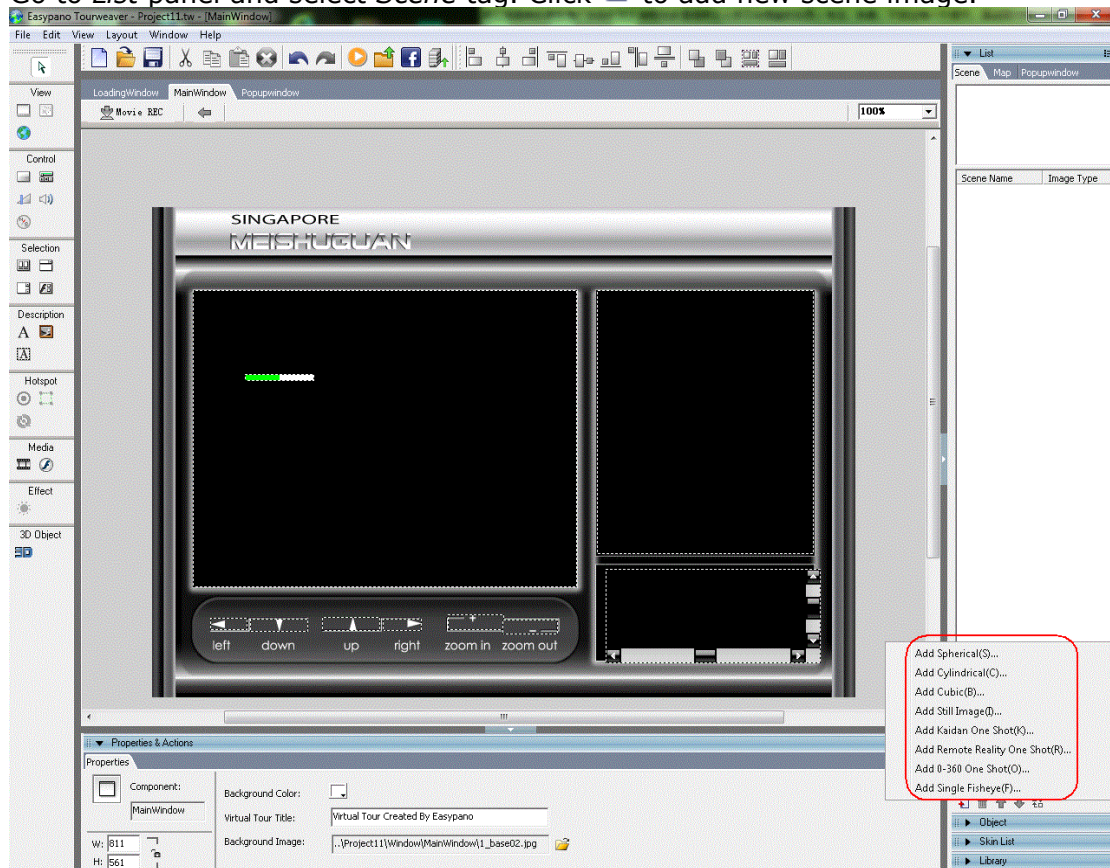 Go to List panel and select Scene tag. Click to add new scene image.
Easypano Tourweaver - Project11.tw - [MainWindow]
File Edit View Layout Window Help
List
Scene Map Popupwindow
View
LoadingWindow MainWindow Popupwindow
Movie REC
100%
Control
Scene Name Image Type
SINGAPORE
MEISHUGUAN
Selection
Description
Hotspot
Media
Effect
3D Object
3D
left down up right zoom in zoom out
Add Spherical(S)...
Add Cylindrical(C)...
Add Cubic(B)...
Add Still Image(I)...
Add Kaidan One Shot(K)...
Add Remote Reality One Shot(R)...
Add 0-360 One Shot(O)...
Add Single Fisheye(F)...
Properties & Actions
Properties
Component:
MainWindow
Background Color:
Virtual Tour Title: Virtual Tour Created By Easypano
Background Image: ..\Project11\Window\MainWindow\1_base02.jpg
W: 811
H: 561
Object
Skin List
Library